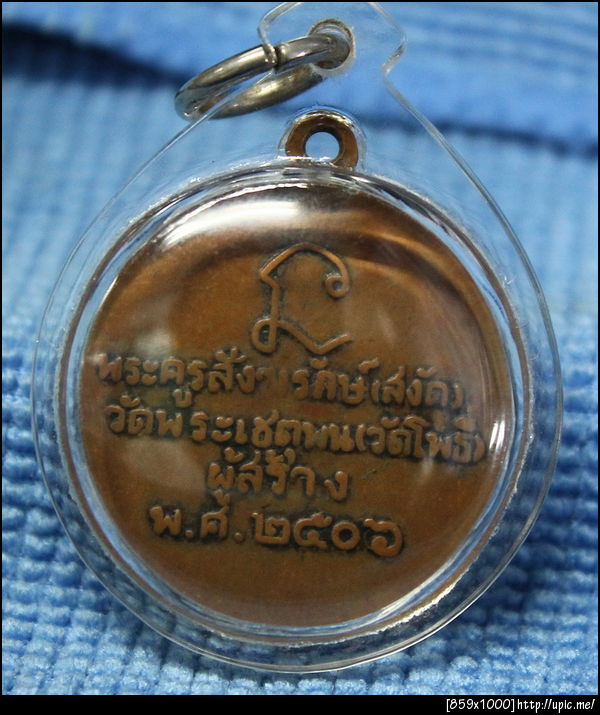 พระครูสังฆรักษ์(สงัด)
วัดพระเชตุพน(วัดโพธิ์)
ผู้สร้าง
พ.ศ.๒๕๐๖
[859x1000]http://upic.me/